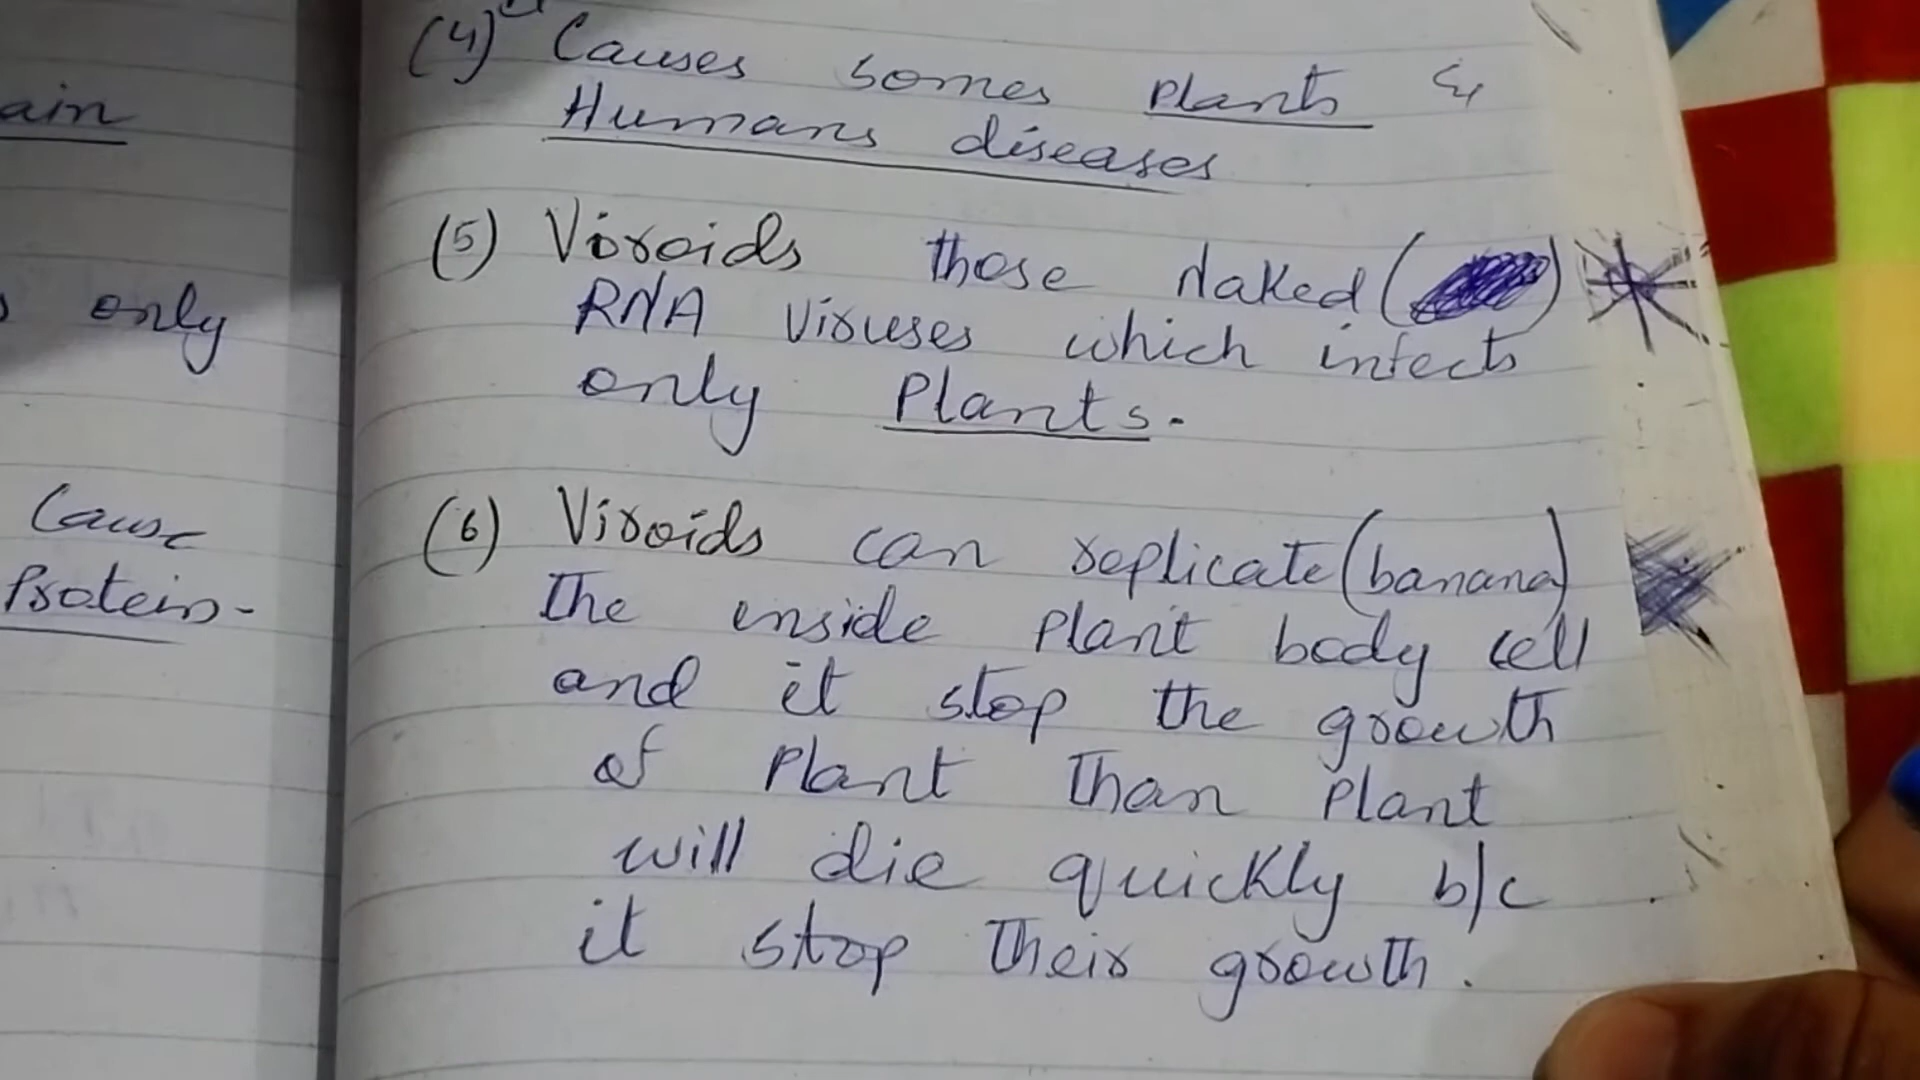 ain
only
Cause
Protein-
(4) Causes somes plants &
Humans diseases
(5) Viroids those Naked ( )
RNA viruses which infects
only Plants.
(6) Viroids can replicate (banana)
The inside plant body cell
and it stop the growth
of Plant Than Plant
will die quickly b/c
it stop Their growth.